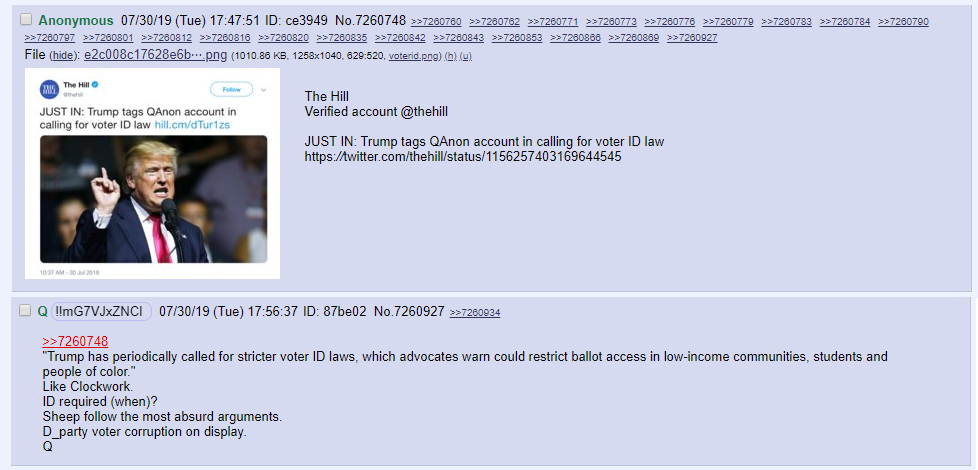 Anonymous 07/30/19 (Tue) 17:47:51 ID: ce3949 No.7260748 >>7260760 >>7260762 >>7260771 >>7260773 >>7260776 >>7260779 >>7260783 >>7260784 >>7260790
>>7260797 >>7260801 >>7260812 >>7260816 >>7260820 >>7260835 >>7260842 >>7260843 >>7260853 >>7260866 >>7260869 >>7260927
File (hide): e2c008c17628e6b⋯.png (1010.86 KB, 1258x1040, 629:520, voterid.png) (h) (u)
THE HILL
The Hill
@thehill
Follow
JUST IN: Trump tags QAnon account in
calling for voter ID law hill.cm/dTur1zs
10:37 AM - 30 Jul 2019
The Hill
Verified account @thehill
JUST IN: Trump tags QAnon account in calling for voter ID law
https://twitter.com/thehill/status/1156257403169644545
Q !!mG7VJxZNCI 07/30/19 (Tue) 17:56:37 ID: 87be02 No.7260927 >>7260934
>>7260748
"Trump has periodically called for stricter voter ID laws, which advocates warn could restrict ballot access in low-income communities, students and
people of color."
Like Clockwork.
ID required (when)?
Sheep follow the most absurd arguments.
D_party voter corruption on display.
Q